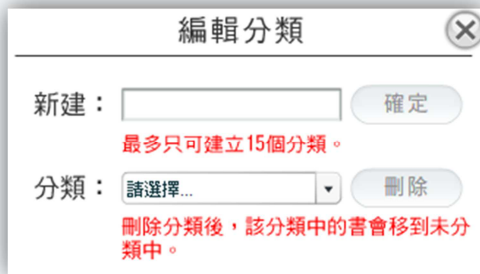 編輯分類
新建： 確定
最多只可建立15個分類。
分類： 請選擇... 刪除
刪除分類後，該分類中的書會移到未分
類中。